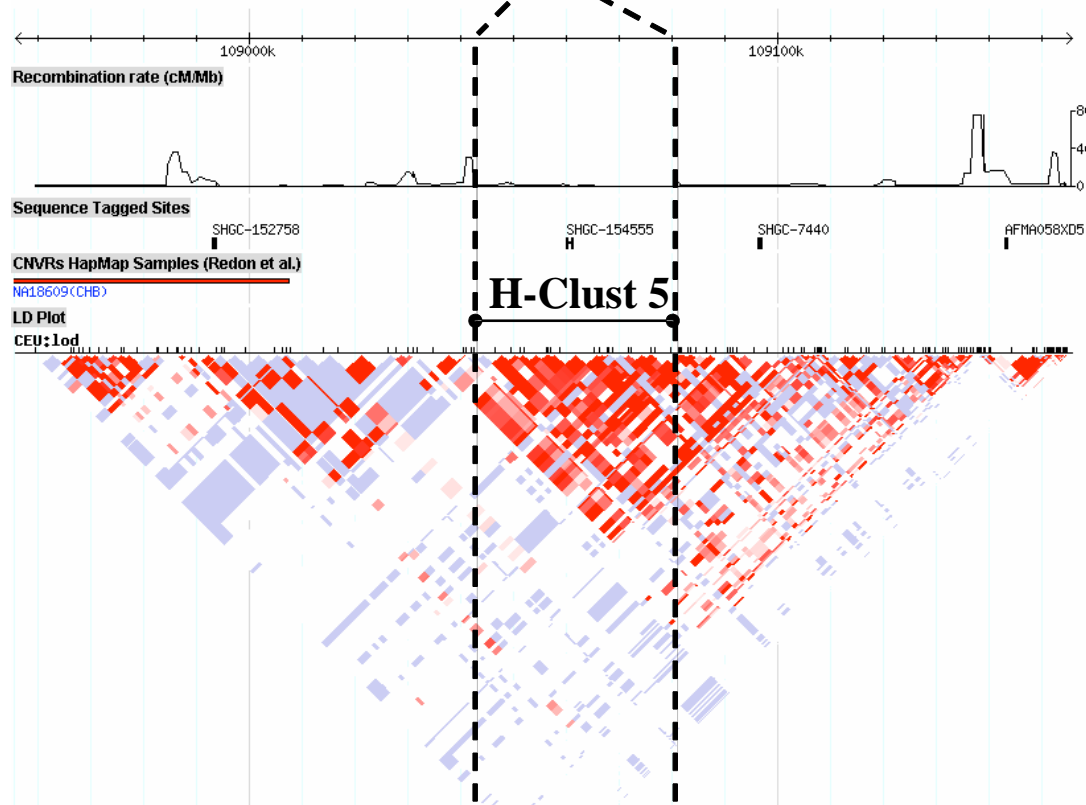 109000k 109100k
Recombination rate (cM/Mb)
80
40
0
Sequence Tagged Sites
SHGC-152758 SHGC-154555 SHGC-7440 AFMA058XD5
CNVRs HapMap Samples (Redon et al.)
NA18609(CHB)
H-Clust 5
LD Plot
CEU:lod